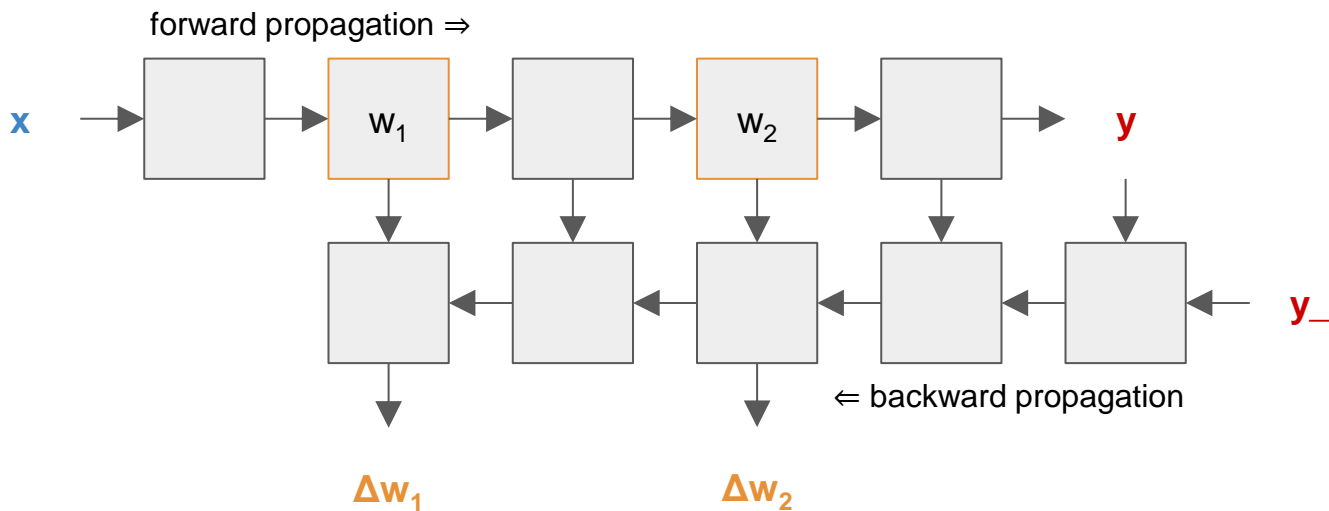 forward propagation ⇒
x
w₁
w₂
y
y_
⇐ backward propagation
Δw₁
Δw₂